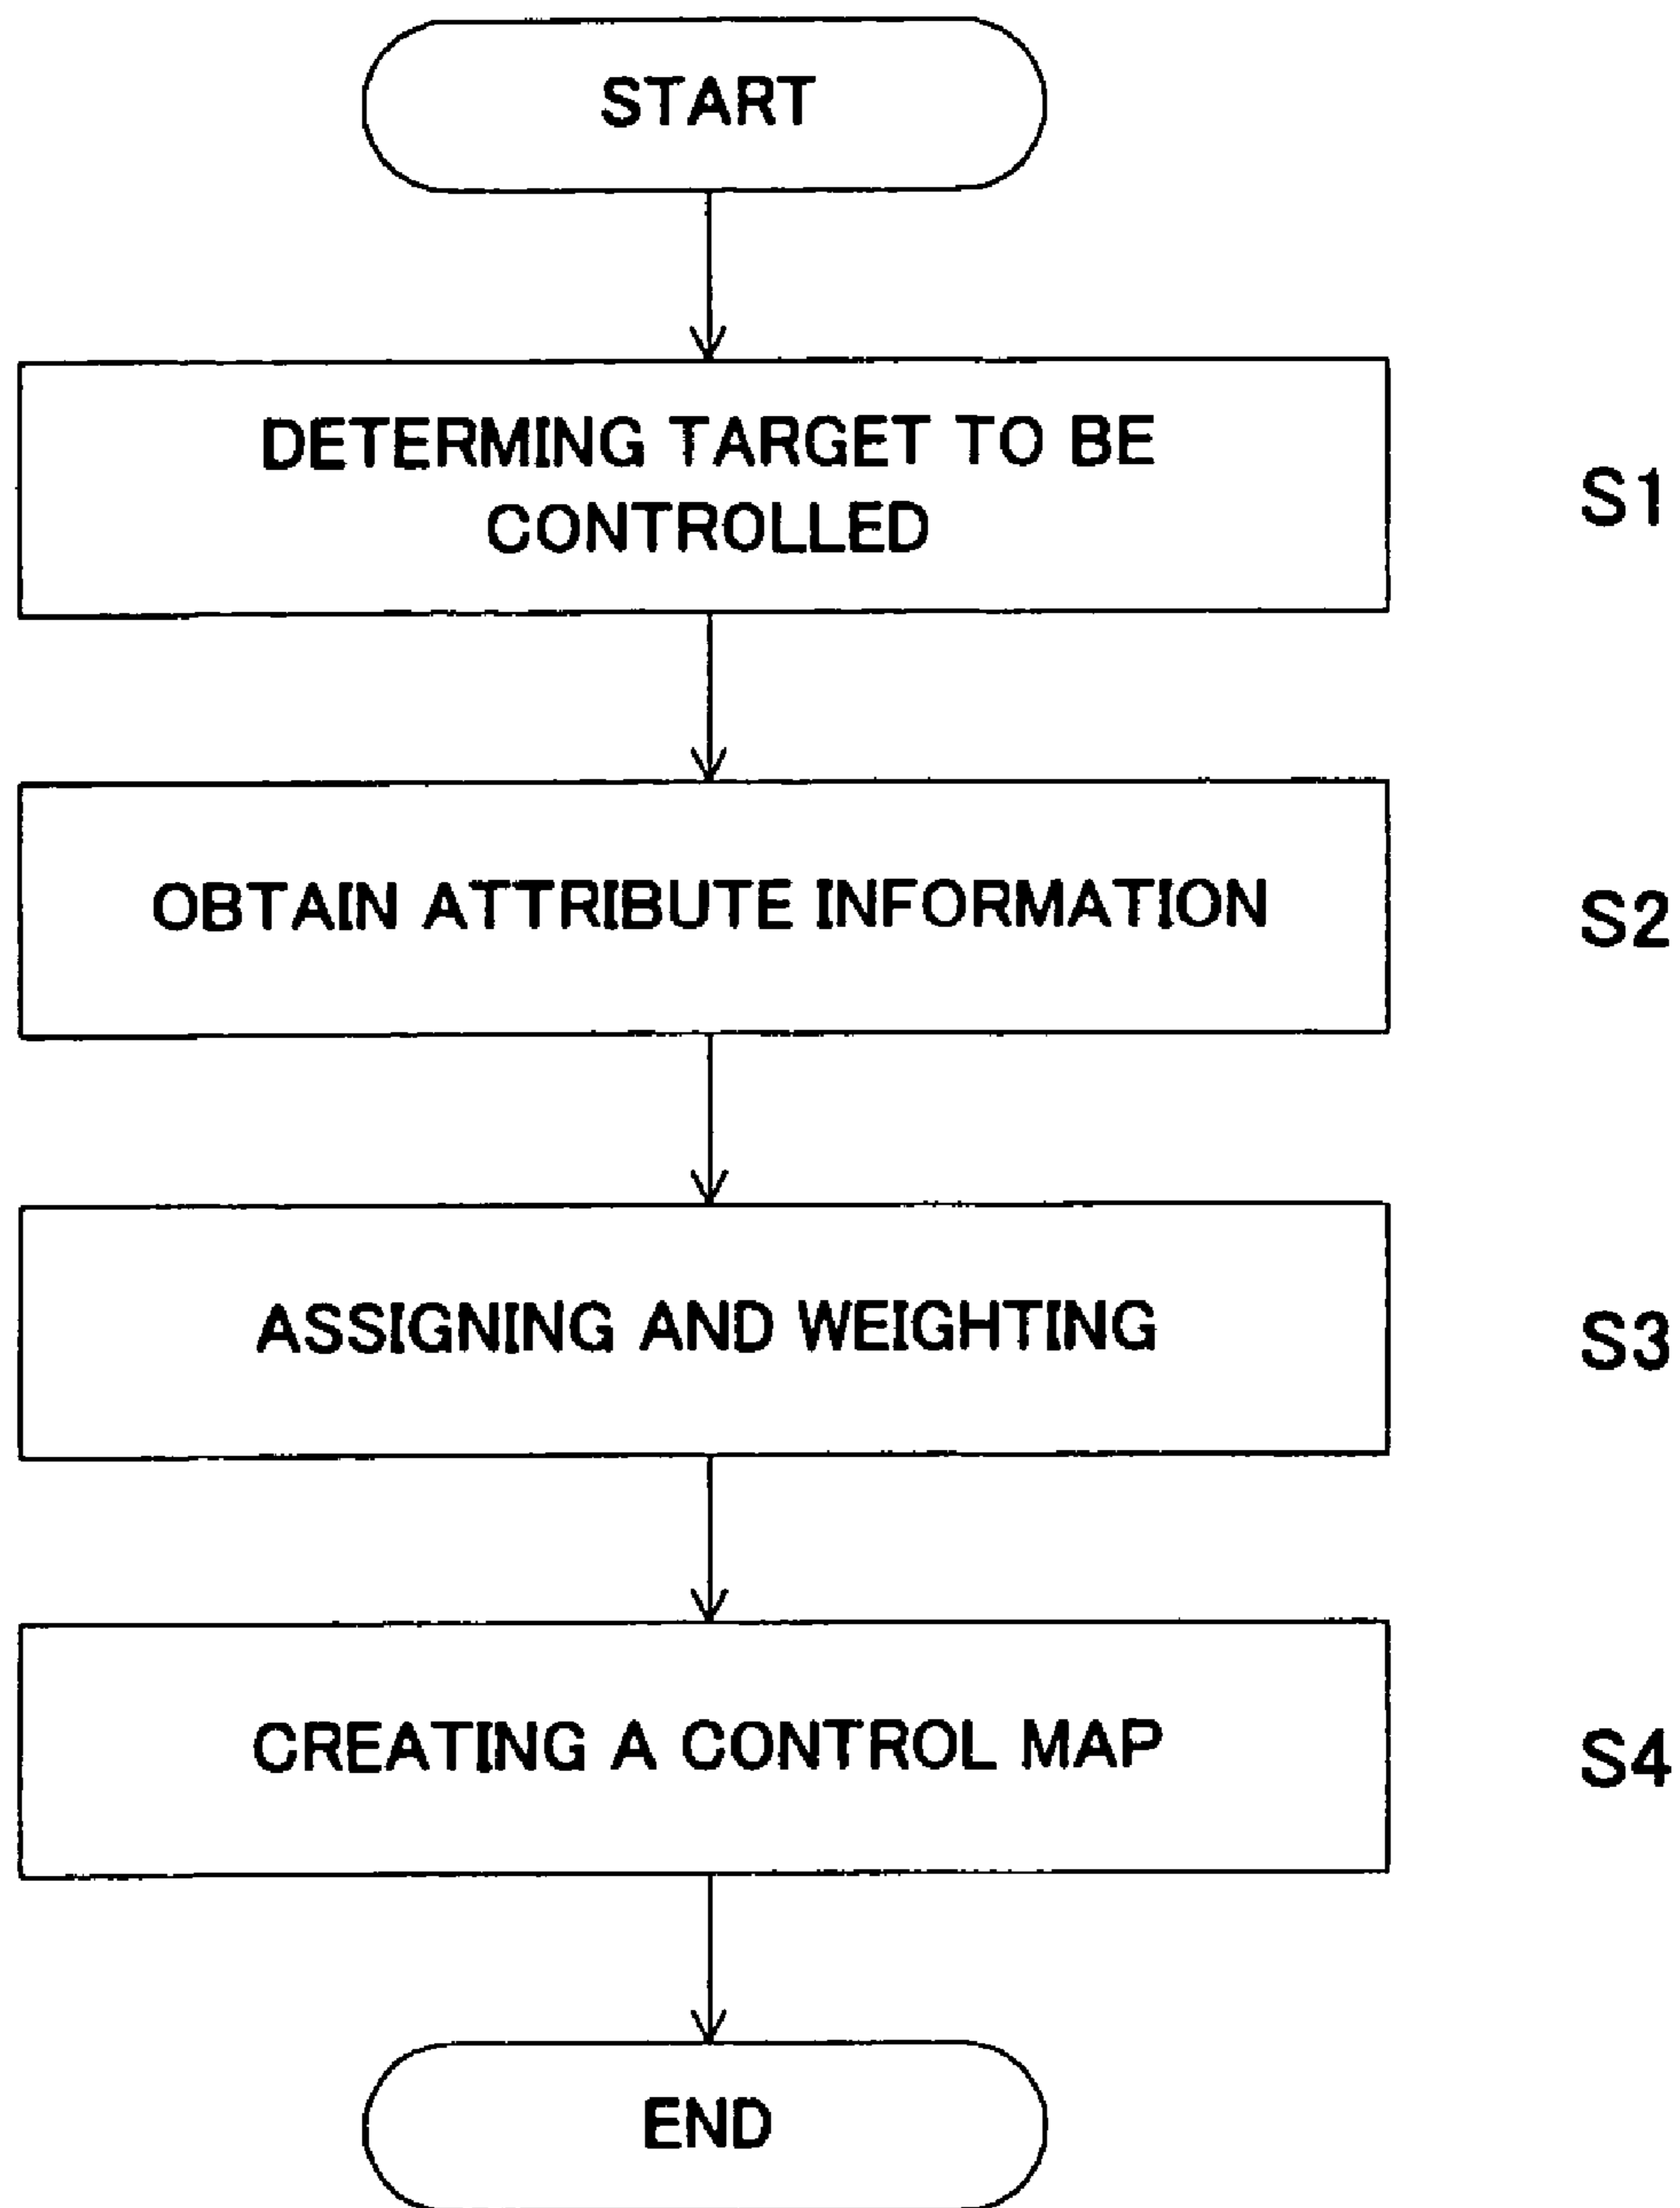 START
DETERMING TARGET TO BE
CONTROLLED
S1
OBTAIN ATTRIBUTE INFORMATION
S2
ASSIGNING AND WEIGHTING
S3
CREATING A CONTROL MAP
S4
END